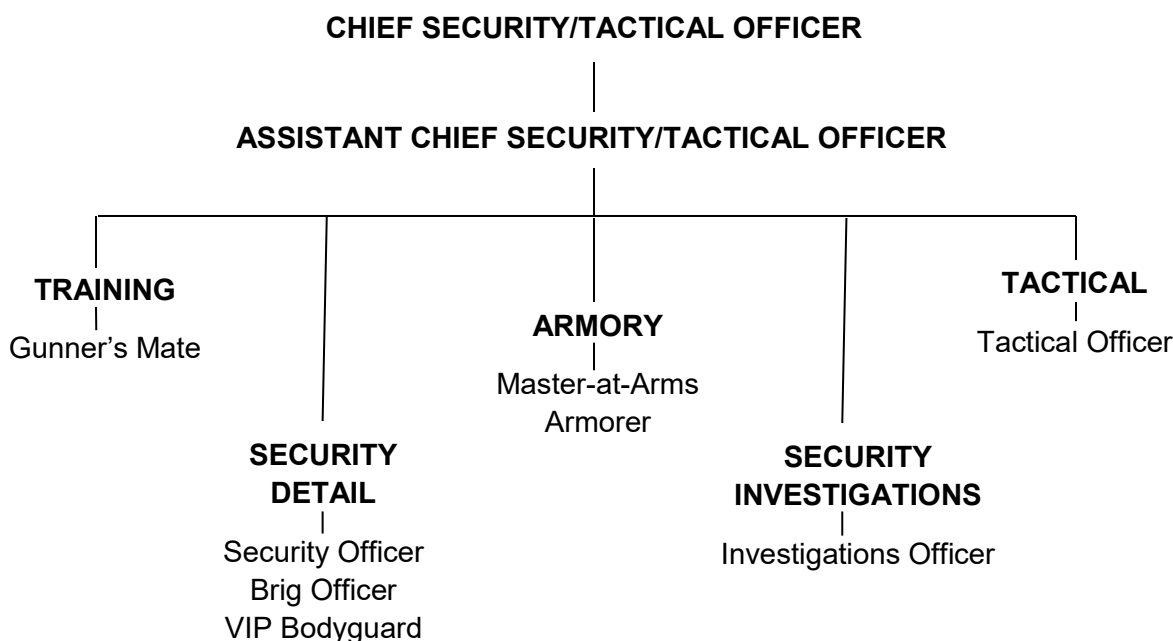 CHIEF SECURITY/TACTICAL OFFICER
ASSISTANT CHIEF SECURITY/TACTICAL OFFICER
TRAINING
Gunner’s Mate
SECURITY
DETAIL
Security Officer
Brig Officer
VIP Bodyguard
ARMORY
Master-at-Arms
Armorer
SECURITY
INVESTIGATIONS
Investigations Officer
TACTICAL
Tactical Officer